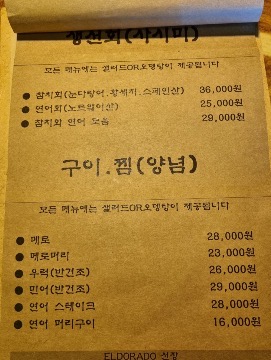 생선회(사시미)
모든 메뉴에는 샐러드OR오뎅탕이 제공됩니다
● 참치회(눈다랑어.황새치.스페인산) 36,000원
● 연어회(노르웨이산) 25,000원
● 참치와 연어 모듬 29,000원
구이.찜(양념)
모든 메뉴에는 샐러드OR오뎅탕이 제공됩니다
● 메로 28,000원
● 메로머리 23,000원
● 우럭(반건조) 26,000원
● 민어(반건조) 29,000원
● 연어 스테이크 28,000원
● 연어 머리구이 16,000원
ELDORADO